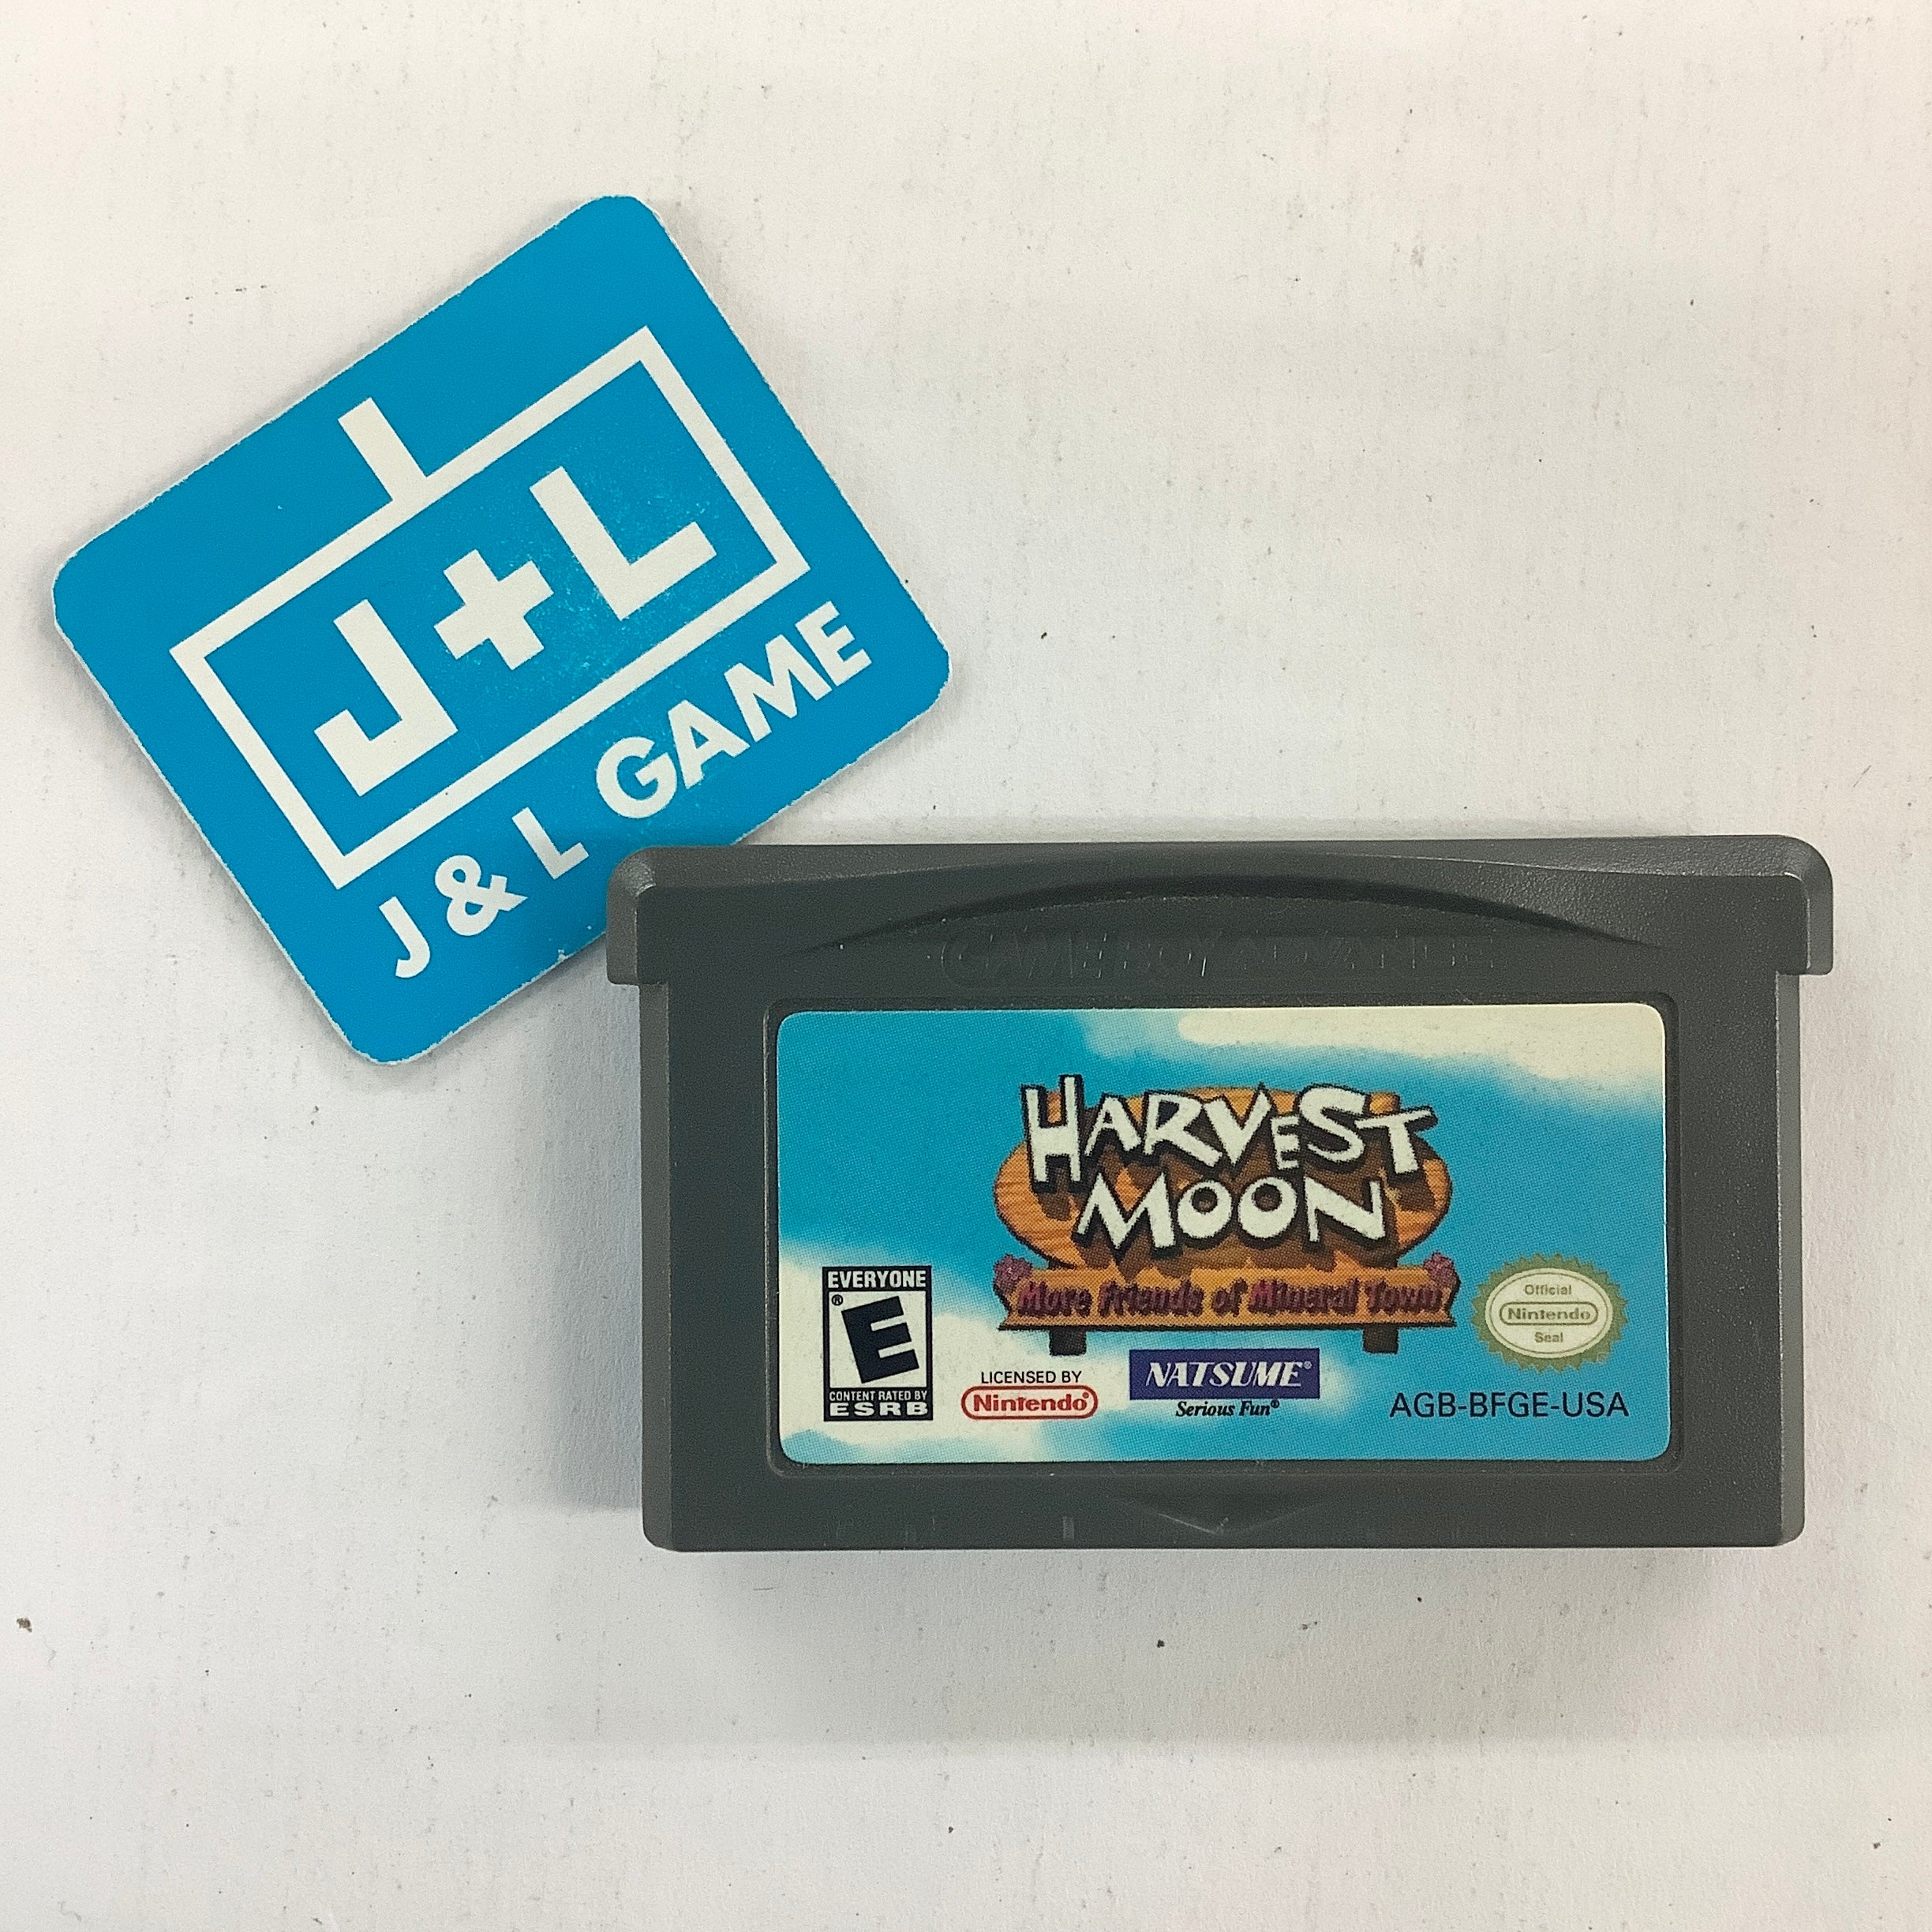 J+L
J & L GAME
GAME BOY ADVANCE
HARVEST
MOON
More Friends of Mineral Town
EVERYONE
®
E
CONTENT RATED BY
ESRB
LICENSED BY
Nintendo®
NATSUME®
Serious Fun®
Official
Nintendo
Seal
AGB-BFGE-USA